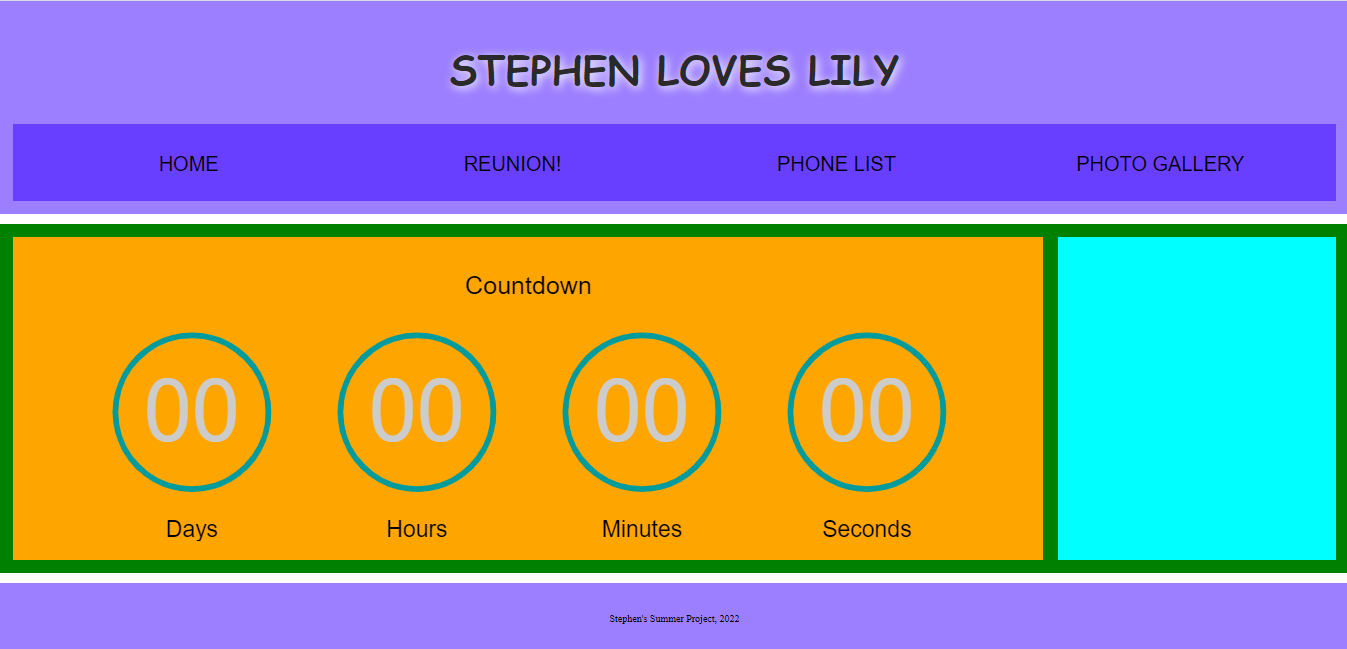 STEPHEN LOVES LILY
HOME REUNION! PHONE LIST PHOTO GALLERY
Countdown
00 00 00 00
Days Hours Minutes Seconds
Stephen's Summer Project, 2022